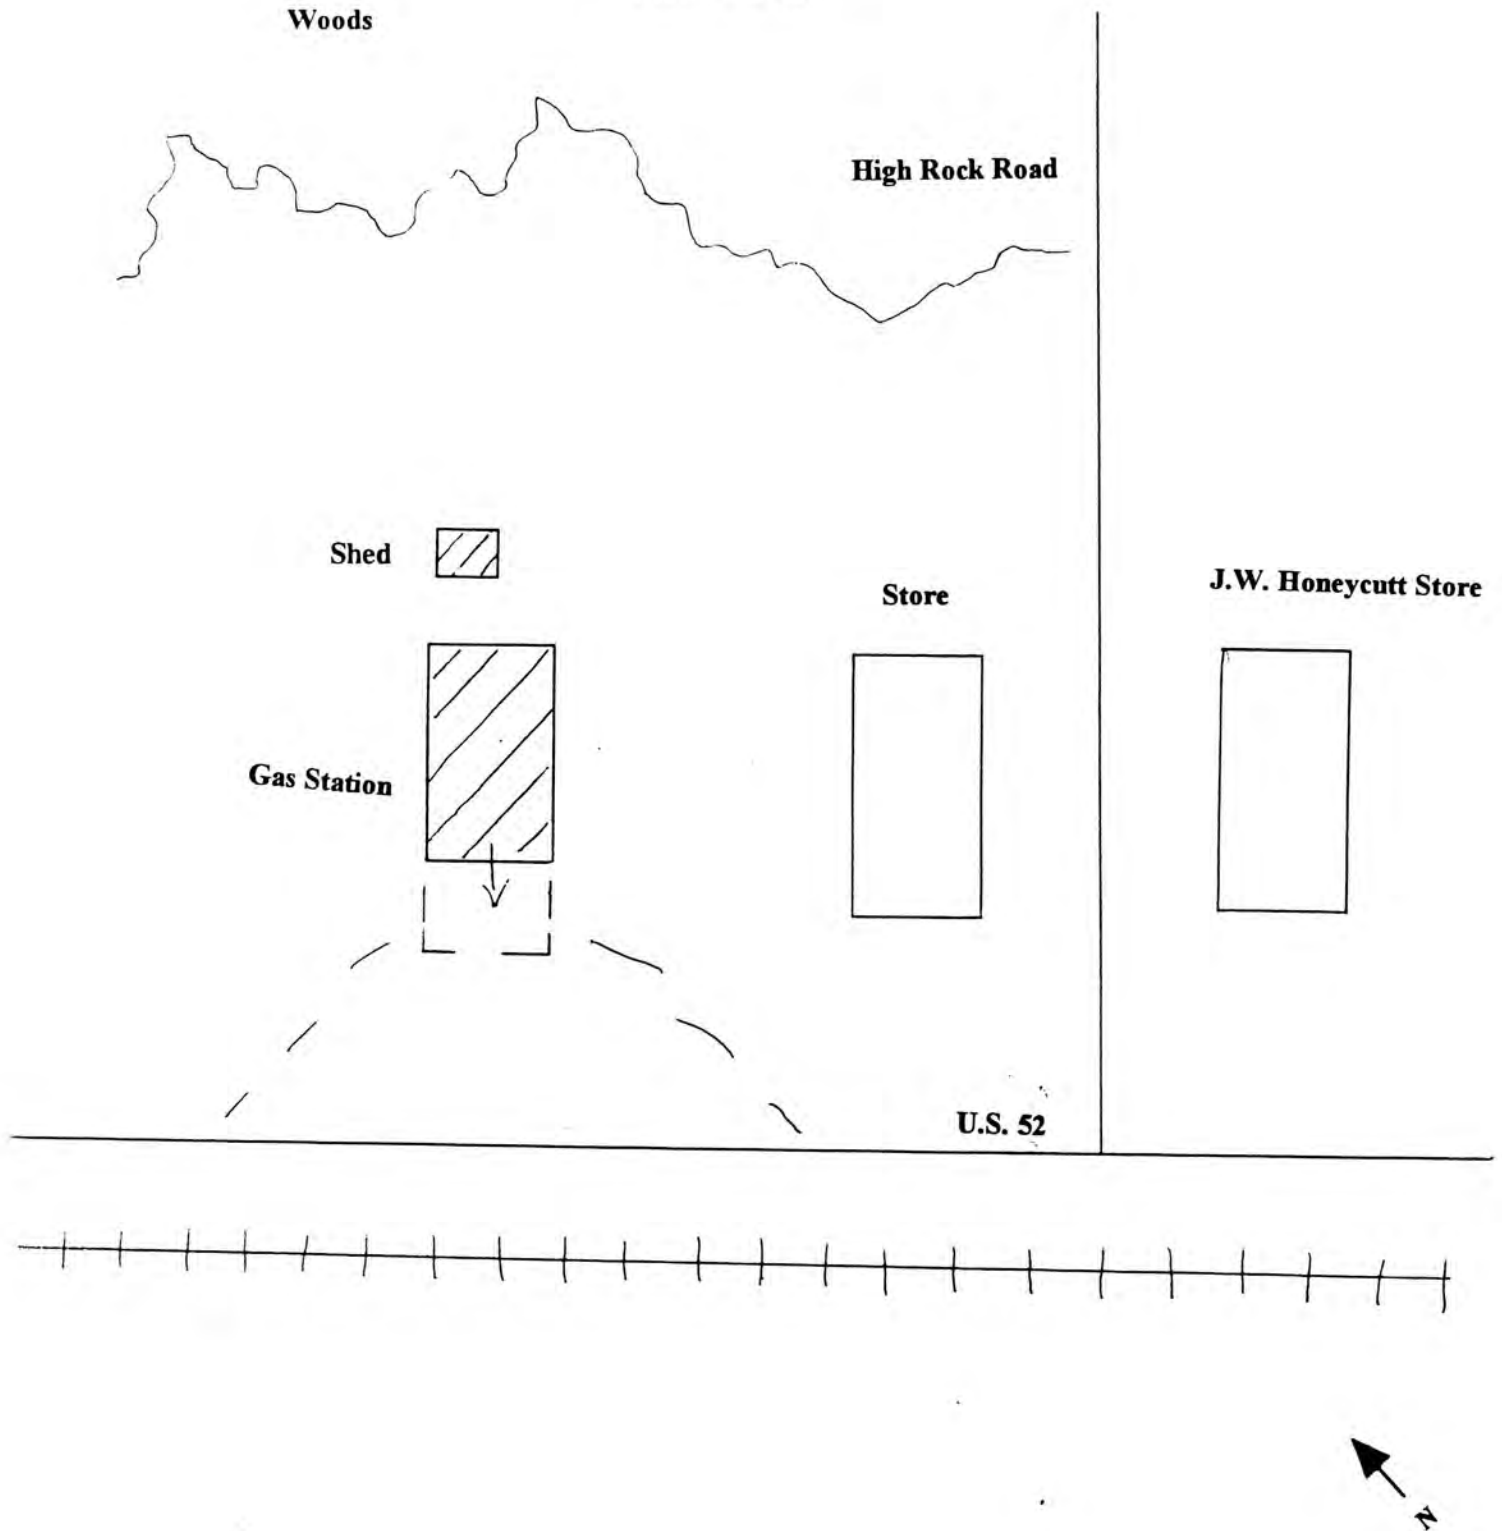 Woods
High Rock Road
Shed
Store
J.W. Honeycutt Store
Gas Station
U.S. 52
N